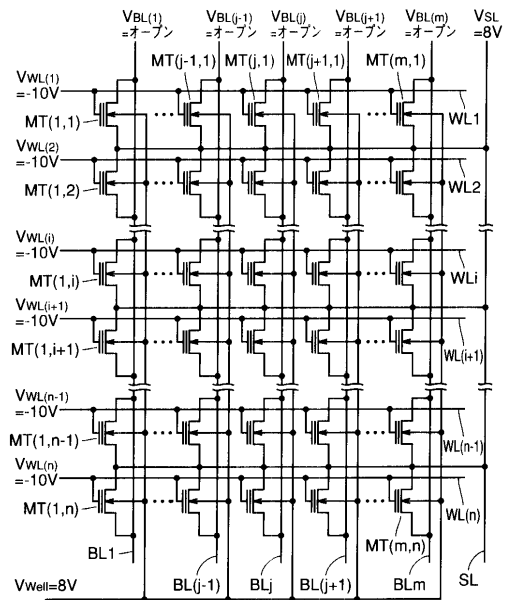 VBL(1) VBL(j-1) VBL(j) VBL(j+1) VBL(m) VSL
=オープン =オープン =オープン =オープン =オープン =8V
MT(j-1,1) MT(j,1) MT(j+1,1) MT(m,1)
VWL(1)
=-10V
MT(1,1) WL1
VWL(2)
=-10V
MT(1,2) WL2
VWL(i)
=-10V
MT(1,i) WLi
VWL(i+1)
=-10V
MT(1,i+1) WL(i+1)
VWL(n-1)
=-10V
MT(1,n-1) WL(n-1)
VWL(n)
=-10V
MT(1,n) WL(n)
MT(m,n)
BL1 BL(j-1) BLj BL(j+1) BLm SL
VWell=8V